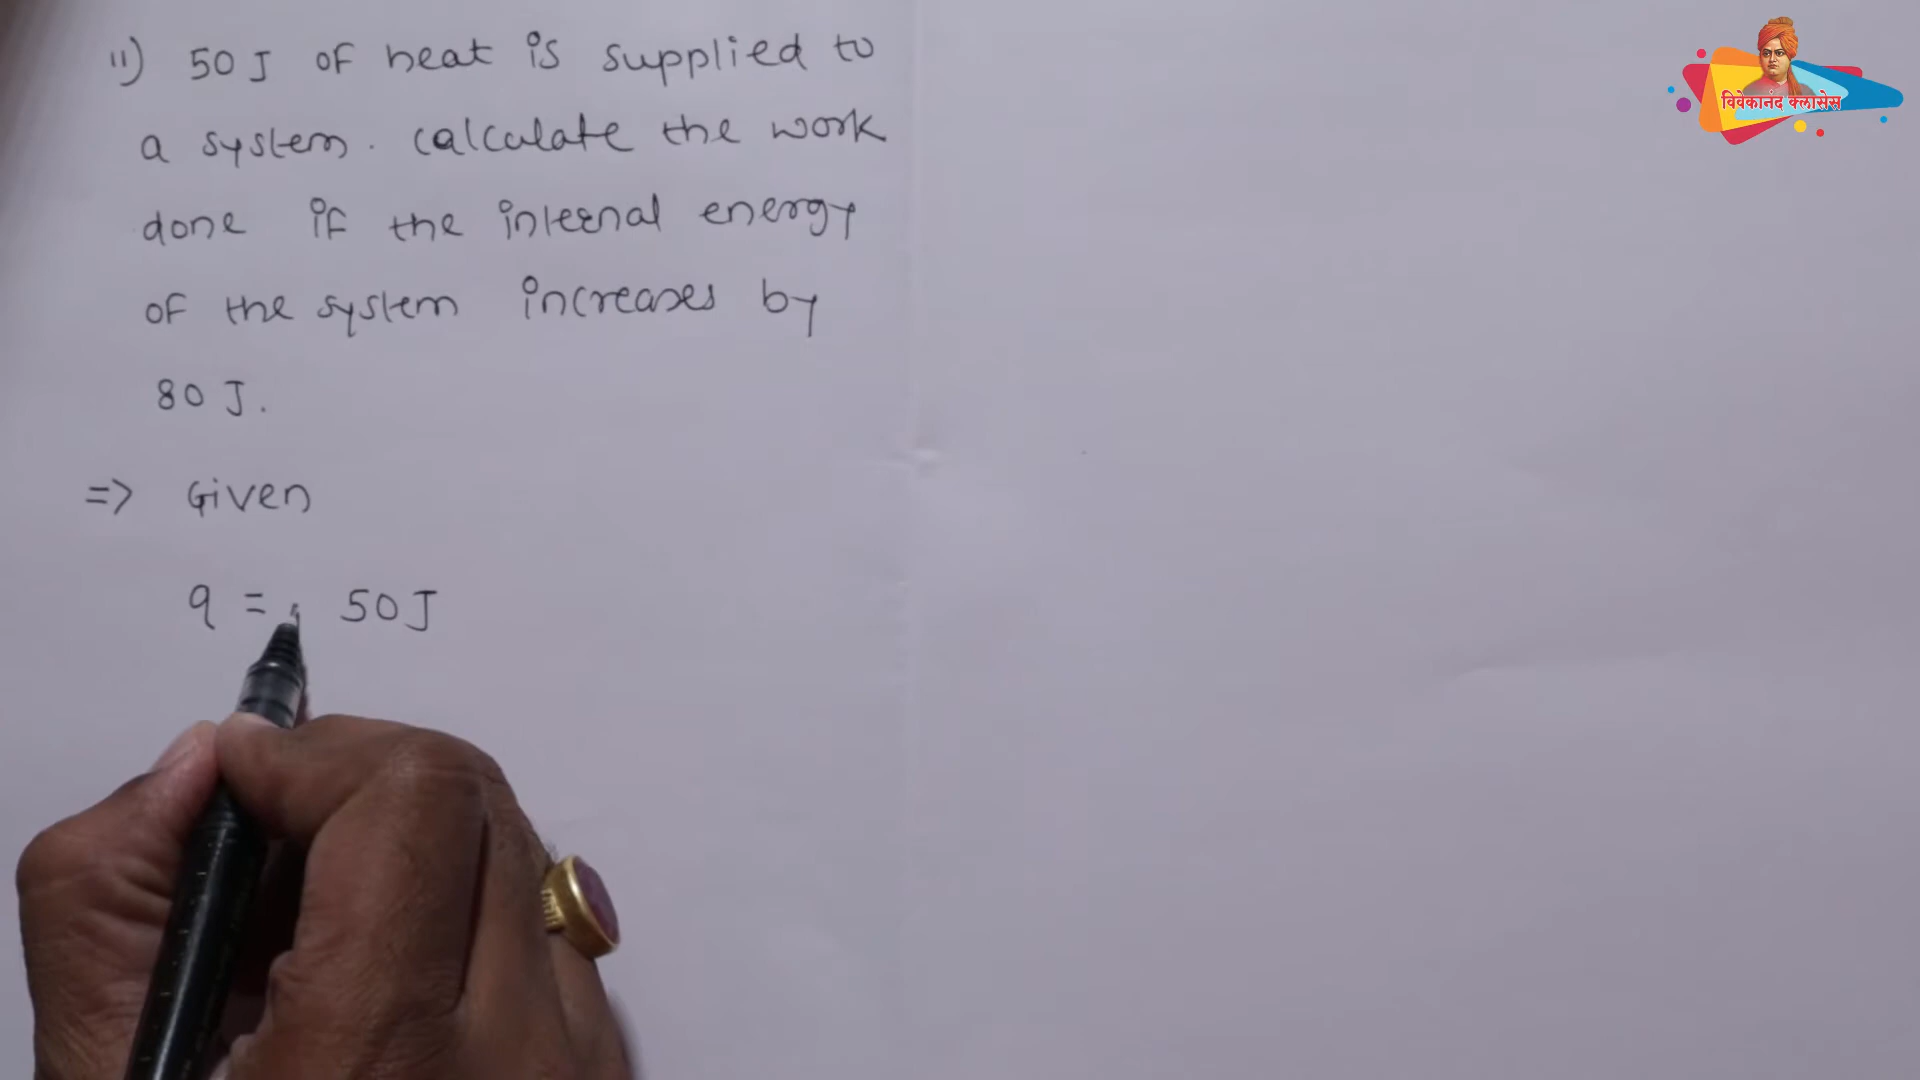 11) 50 J of heat is supplied to
a system. calculate the work
done if the internal energy
of the system increases by
80 J.
=> Given
q = 50 J
विवेकानंद क्लासेस